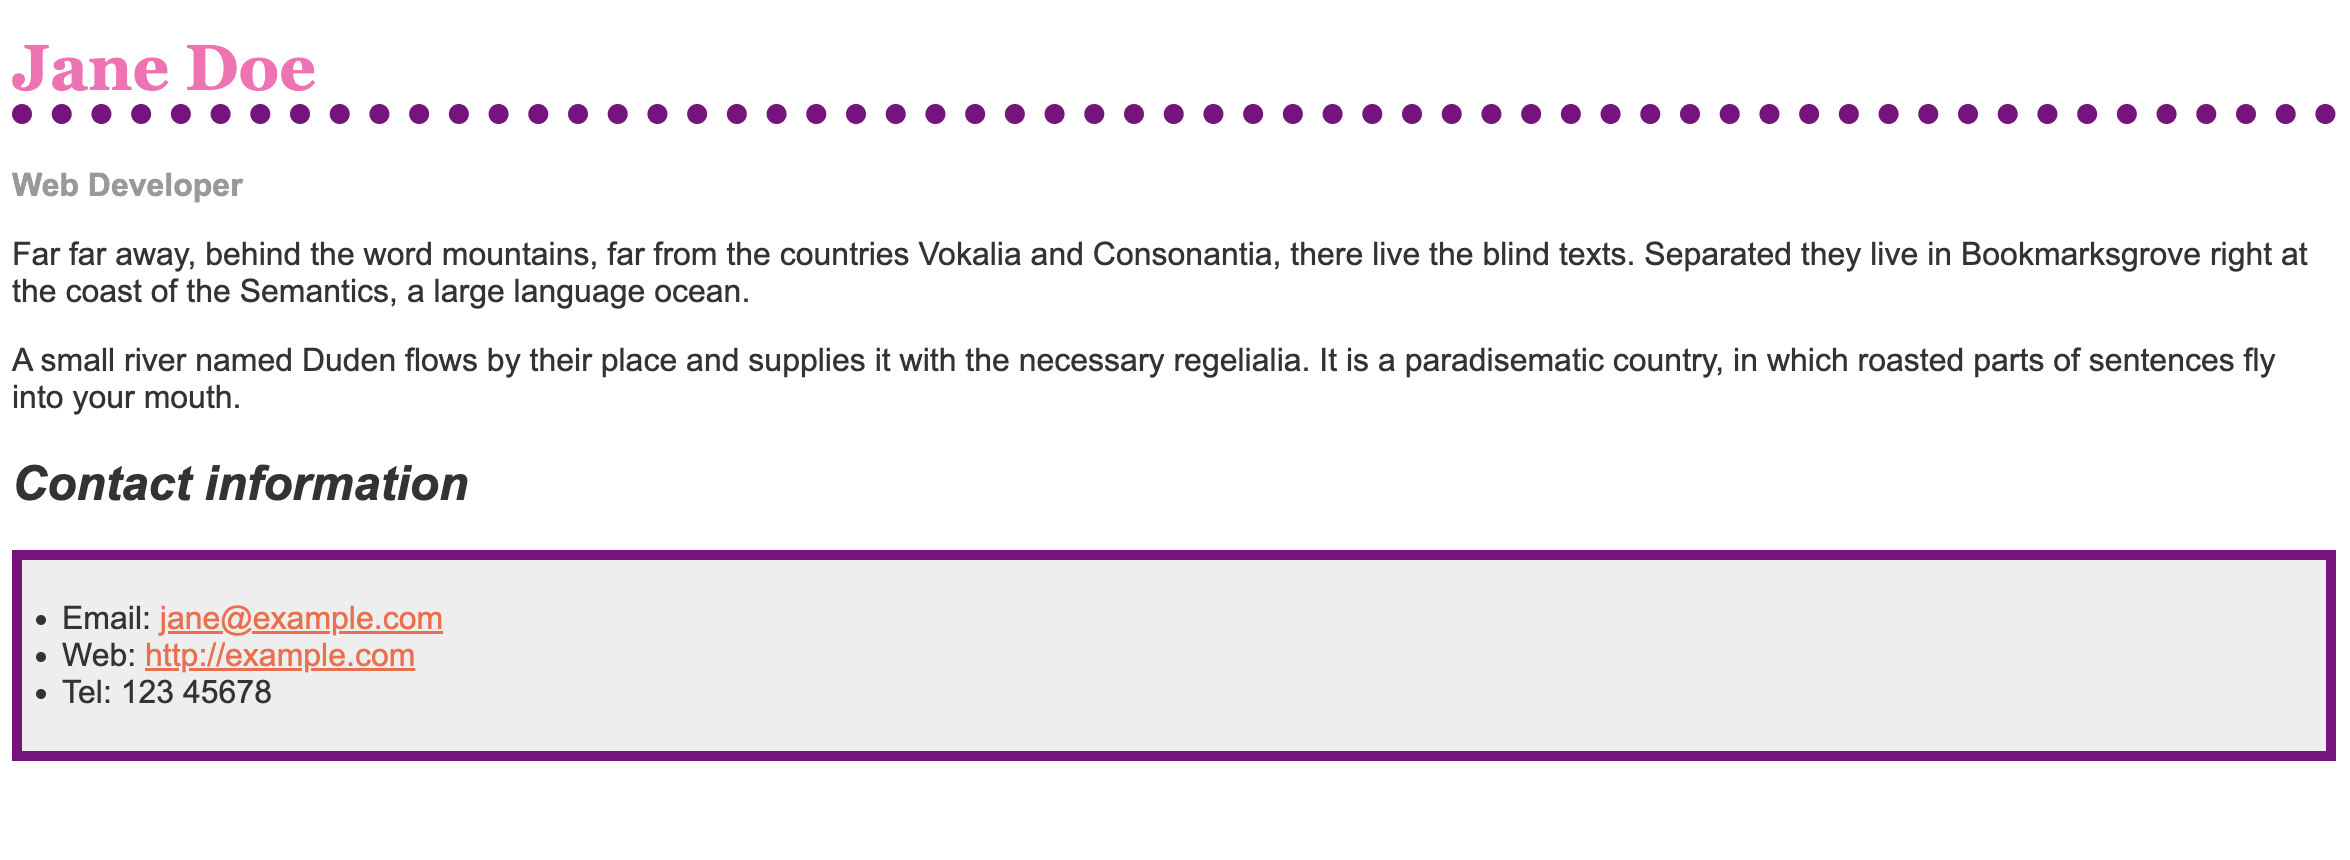 Jane Doe
Web Developer
Far far away, behind the word mountains, far from the countries Vokalia and Consonantia, there live the blind texts. Separated they live in Bookmarksgrove right at
the coast of the Semantics, a large language ocean.
A small river named Duden flows by their place and supplies it with the necessary regelialia. It is a paradisematic country, in which roasted parts of sentences fly
into your mouth.
Contact information
• Email: jane@example.com
• Web: http://example.com
• Tel: 123 45678